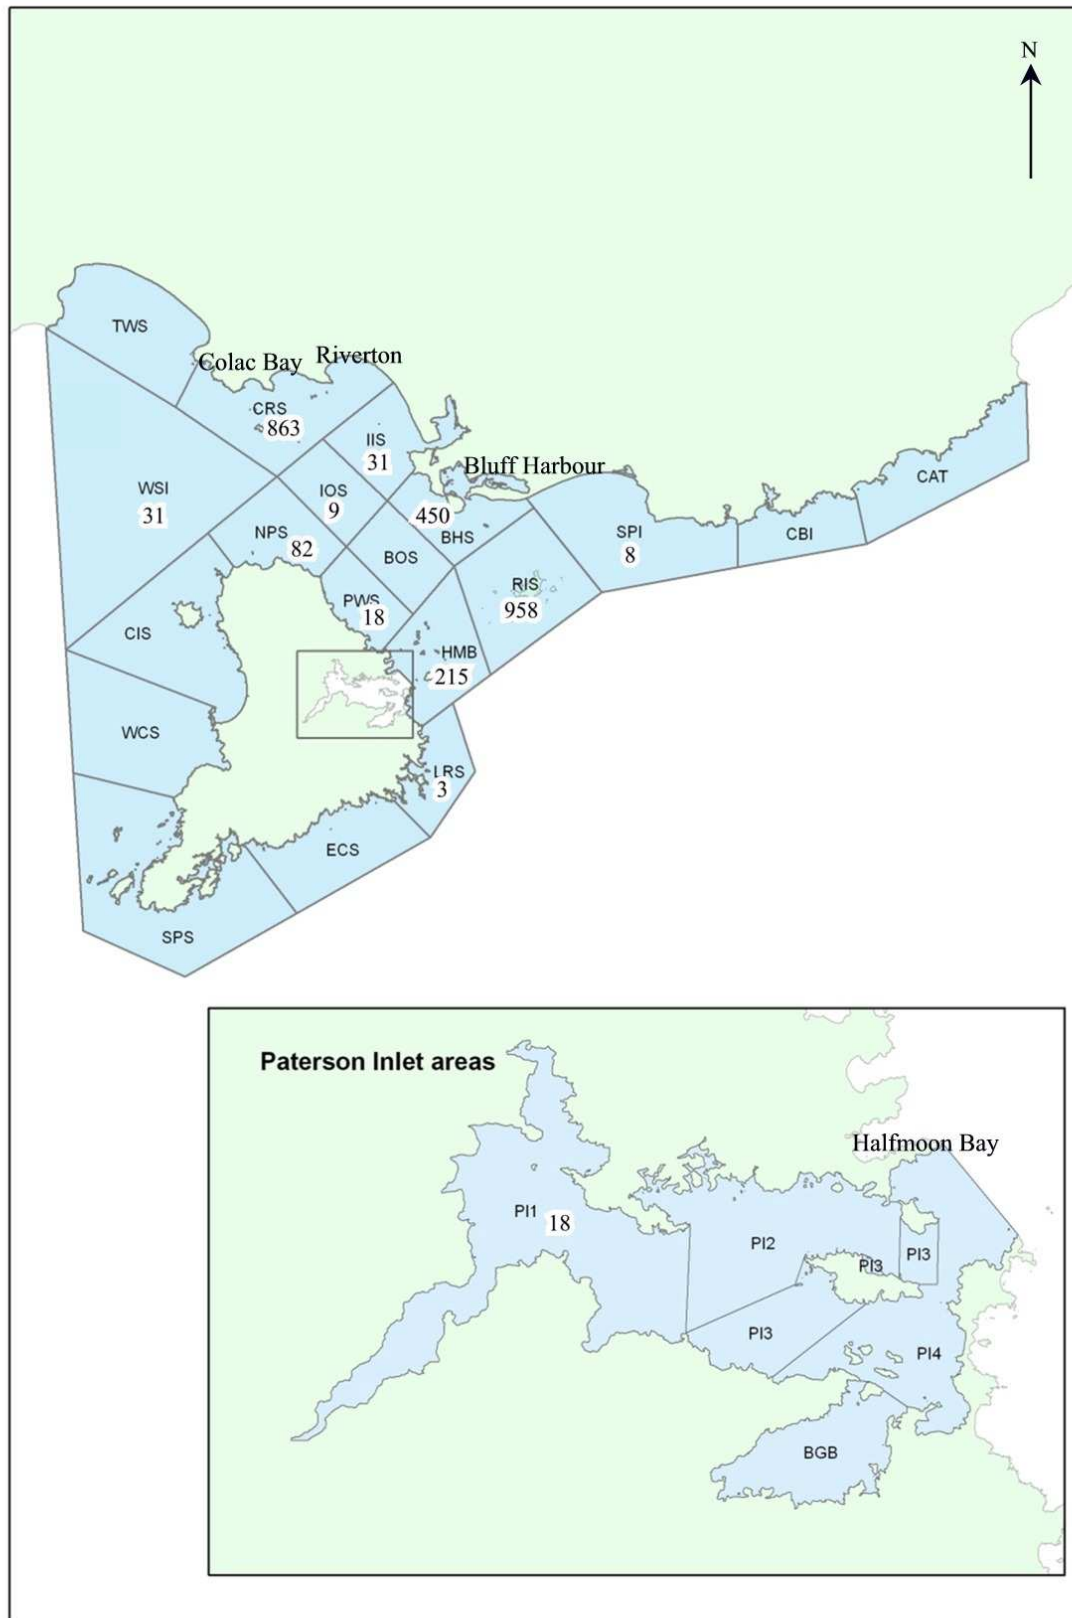 N
TWS
Colac Bay
Riverton
CRS
863
IIS
31
Bluff Harbour
CAT
WSI
31
IOS
9
450
BHS
SPI
8
CBI
NPS
82
BOS
RIS
958
PWS
18
CIS
HMB
215
WCS
LRS
3
ECS
SPS
Paterson Inlet areas
Halfmoon Bay
PI1
18
PI2
PI3
PI3
PI3
PI4
BGB